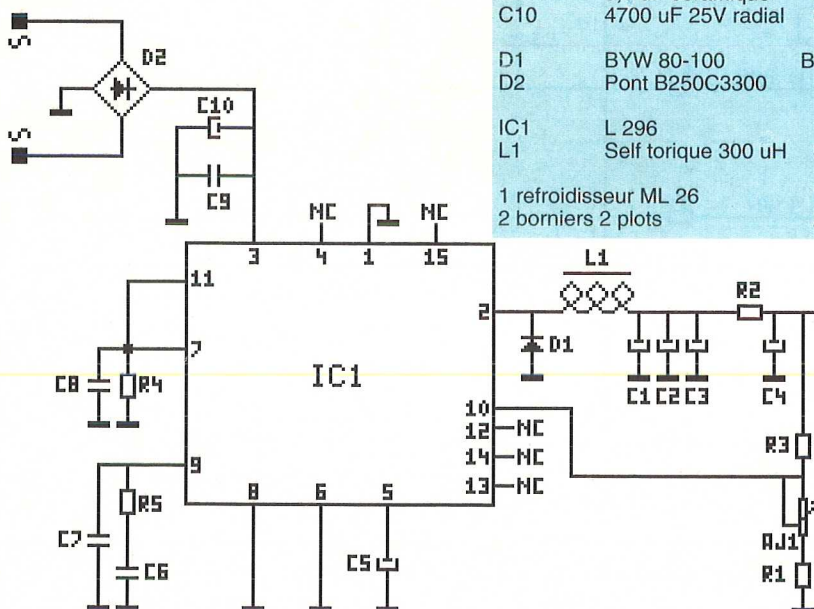 C10 4700 uF 25V radial
D1 BYW 80-100 B
D2 Pont B250C3300
IC1 L 296
L1 Self torique 300 uH
1 refroidisseur ML 26
2 borniers 2 plots
S
D2
C10
S
C9
NC NC
L1
3 4 1 15
11
R2
2
7
D1
IC1
C8 R4
C1 C2 C3 C4
10
12 NC
R3
14 NC
9
13 NC
8 6 5
R5
C7
AJ1
C5
C6
R1